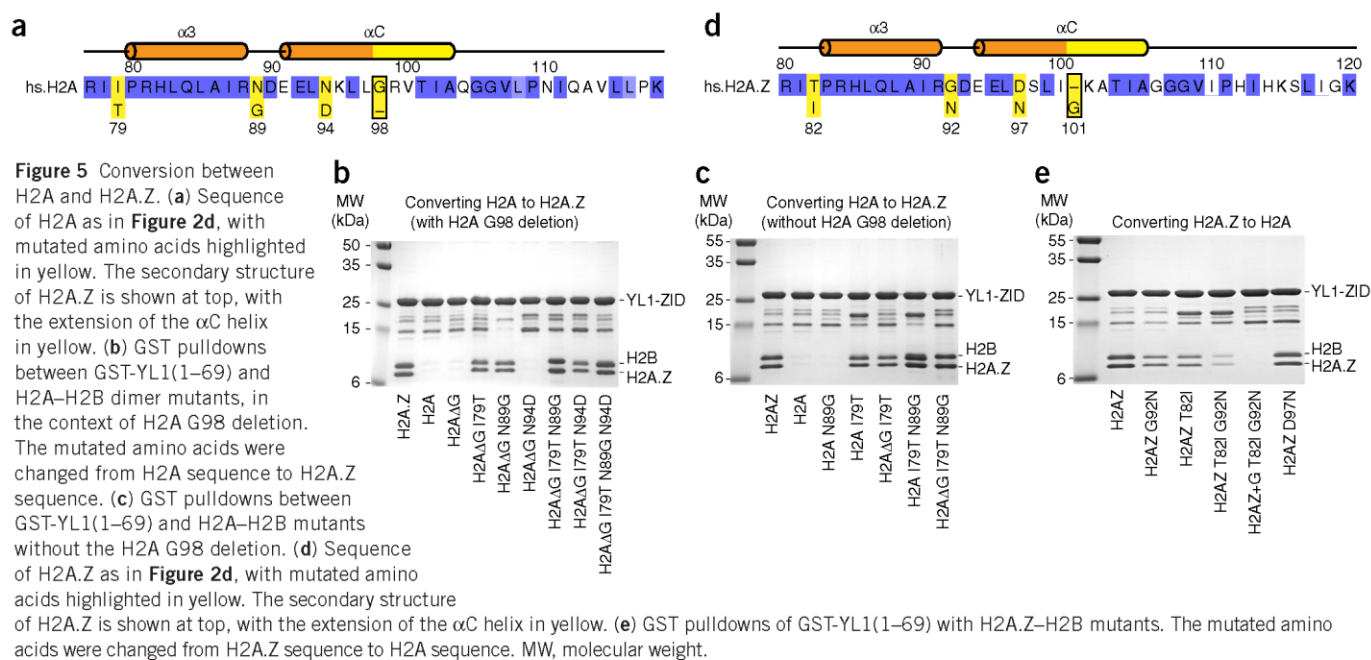 a
α3
αC
80
90
100
110
hs.H2A
RIIPRHLQLAIRNDEELNKLLGRVTIAQGGVLPNIQAVLLPK
T
G
D
–
79
89
94
98
d
α3
αC
80
90
100
110
120
hs.H2A.Z
RITPRHLQLAIRGDEELDSLI–KATIAGGGVIPHIHKSLIGK
I
N
N
G
82
92
97
101
Figure 5 Conversion between
H2A and H2A.Z. (a) Sequence
of H2A as in Figure 2d, with
mutated amino acids highlighted
in yellow. The secondary structure
of H2A.Z is shown at top, with
the extension of the αC helix
in yellow. (b) GST pulldowns
between GST-YL1(1–69) and
H2A–H2B dimer mutants, in
the context of H2A G98 deletion.
The mutated amino acids were
changed from H2A sequence to H2A.Z
sequence. (c) GST pulldowns between
GST-YL1(1–69) and H2A–H2B mutants
without the H2A G98 deletion. (d) Sequence
of H2A.Z as in Figure 2d, with mutated amino
acids highlighted in yellow. The secondary structure
of H2A.Z is shown at top, with the extension of the αC helix in yellow. (e) GST pulldowns of GST-YL1(1–69) with H2A.Z–H2B mutants. The mutated amino
acids were changed from H2A.Z sequence to H2A sequence. MW, molecular weight.
b
MW
(kDa)
Converting H2A to H2A.Z
(with H2A G98 deletion)
50
35
25
15
6
YL1-ZID
H2B
H2A.Z
H2A.Z
H2A
H2AΔG
H2AΔG I79T
H2AΔG N89G
H2AΔG N94D
H2AΔG I79T N89G
H2AΔG I79T N94D
H2AΔG I79T N89G N94D
c
MW
(kDa)
Converting H2A to H2A.Z
(without H2A G98 deletion)
55
35
25
15
6
YL1-ZID
H2B
H2A.Z
H2AZ
H2A
H2A N89G
H2A I79T
H2AΔG I79T
H2A I79T N89G
H2AΔG I79T N89G
e
MW
(kDa)
Converting H2A.Z to H2A
55
35
25
15
6
YL1-ZID
H2B
H2A.Z
H2AZ
H2AZ G92N
H2AZ T82I
H2AZ T82I G92N
H2AZ+G T82I G92N
H2AZ D97N